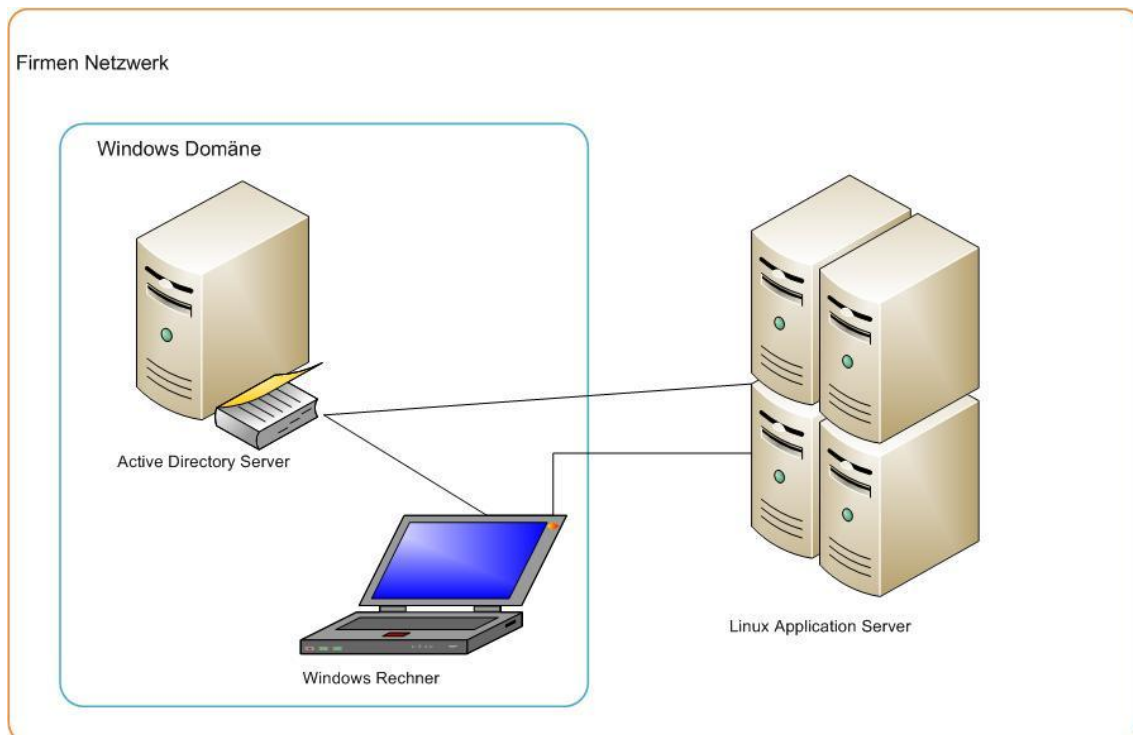 Firmen Netzwerk
Windows Domäne
Active Directory Server
Windows Rechner
Linux Application Server